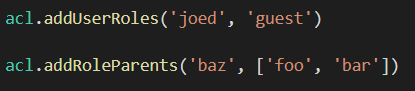 acl.addUserRoles('joed', 'guest')
acl.addRoleParents('baz', ['foo', 'bar'])